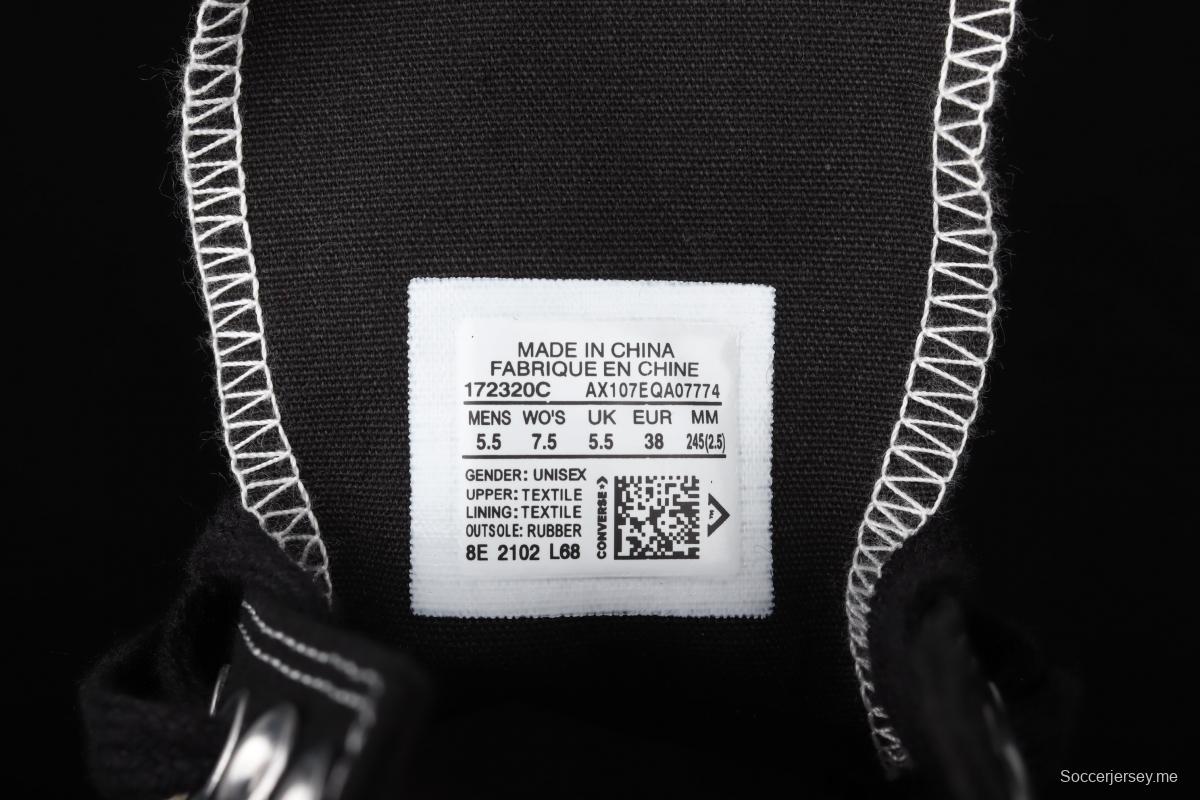 MADE IN CHINA
FABRIQUE EN CHINE
172320C AX107EQA07774
MENS WO'S UK EUR MM
5.5 7.5 5.5 38 245(2.5)
GENDER: UNISEX
UPPER: TEXTILE
LINING: TEXTILE
OUTSOLE: RUBBER
8E 2102 L68
CONVERSE
Soccerjersey.me